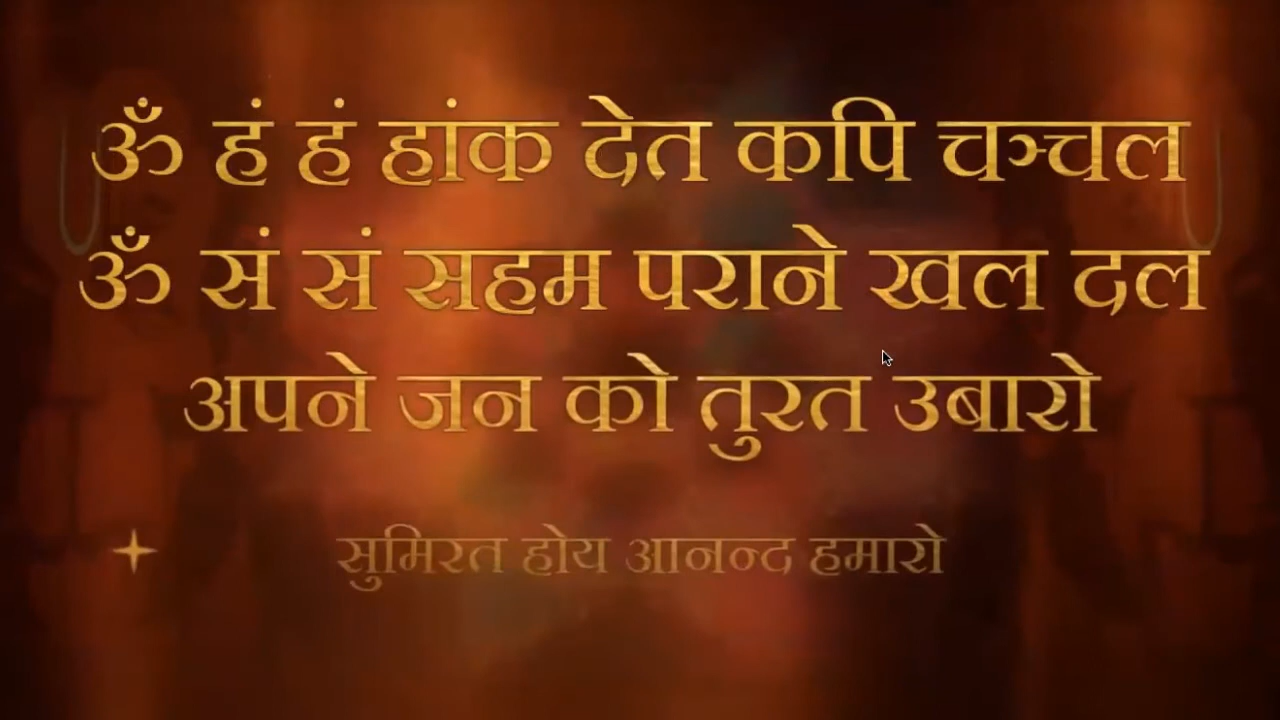 ॐ हं हं हांक देत कपि चञ्चल
ॐ सं सं सहम पराने खल दल
अपने जन को तुरत उबारो
सुमिरत होय आनन्द हमारो